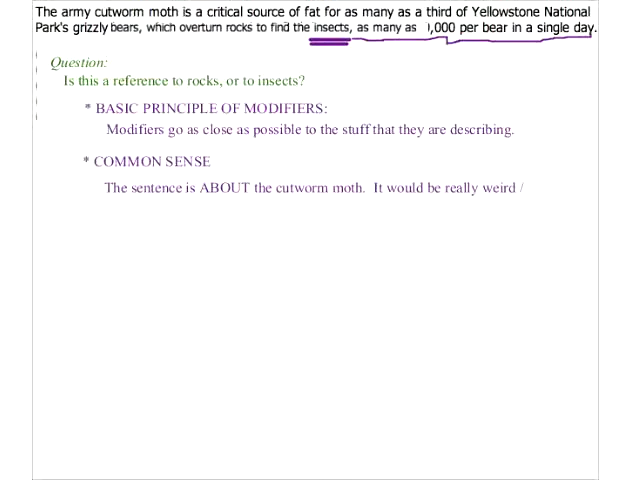 The army cutworm moth is a critical source of fat for as many as a third of Yellowstone National
Park's grizzly bears, which overturn rocks to find the insects, as many as ,000 per bear in a single day.
Question:
Is this a reference to rocks, or to insects?
* BASIC PRINCIPLE OF MODIFIERS:
Modifiers go as close as possible to the stuff that they are describing.
* COMMON SENSE
The sentence is ABOUT the cutworm moth. It would be really weird /